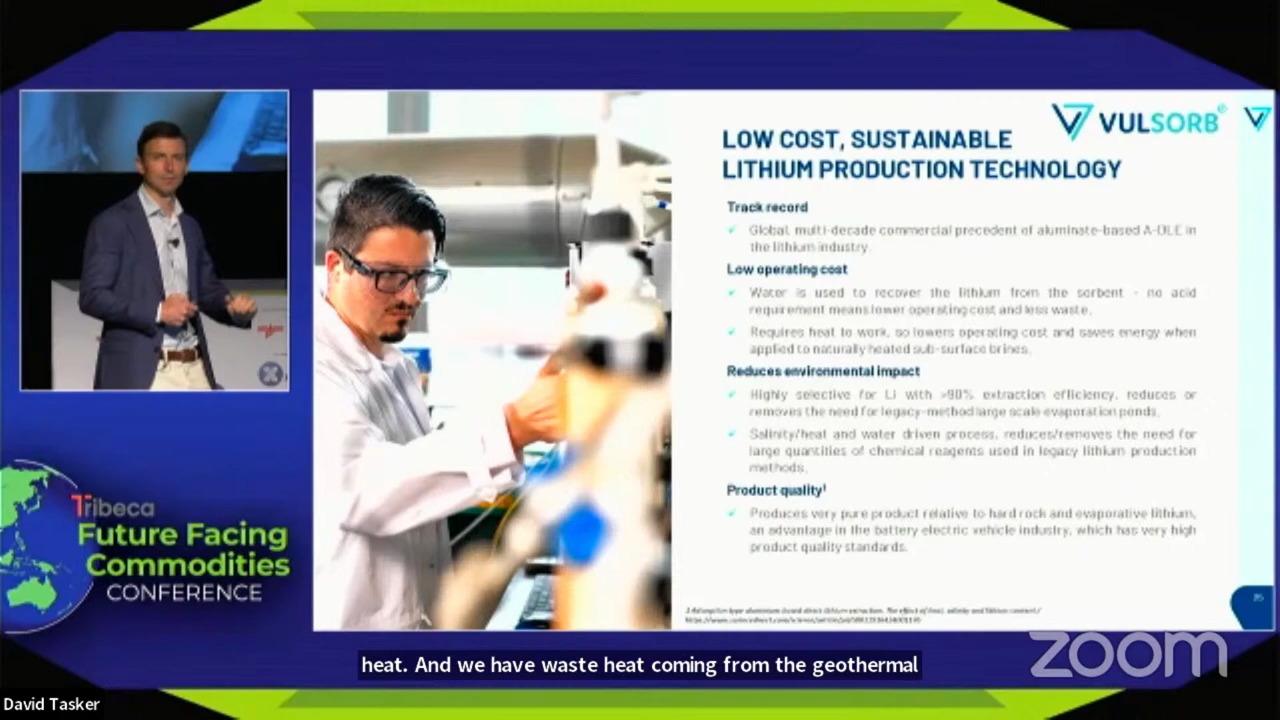 VULSORB
LOW COST, SUSTAINABLE
LITHIUM PRODUCTION TECHNOLOGY
Track record
Global, multi-decade commercial precedent of aluminate-based A-DLE in
the lithium industry.
Low operating cost
Water is used to recover the lithium from the sorbent - no acid
requirement means lower operating cost and less waste.
Requires heat to work, so lowers operating cost and saves energy when
applied to naturally heated sub-surface brines.
Reduces environmental impact
Highly selective for Li with >90% extraction efficiency, reduces or
removes the need for legacy-method large scale evaporation ponds.
Salinity/heat and water driven process, reduces/removes the need for
large quantities of chemical reagents used in legacy lithium production
methods.
Product quality¹
Produces very pure product relative to hard rock and evaporative lithium,
an advantage in the battery electric vehicle industry, which has very high
product quality standards.
Tribeca
Future Facing
Commodities
CONFERENCE
zoom
heat. And we have waste heat coming from the geothermal
David Tasker